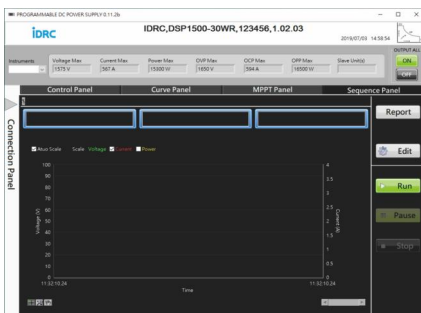 PROGRAMMABLE DC POWER SUPPLY 0.11.2b
iDRC
IDRC,DSP1500-30WR,123456,1.02.03
2019/07/03 14:58:54
OUTPUT ALL
ON
OFF
Instruments
Voltage Max Current Max Power Max OVP Max OCP Max OPP Max Slave Unit(s)
1575 V 567 A 15300 W 1650 V 594 A 16500 W
Control Panel Curve Panel MPPT Panel Sequence Panel
Connection Panel
Report
Edit
Run
Pause
Stop
Atuo Scale Scale Voltage Current Power
100
90
80
70
60
50
40
30
20
10
0
Voltage (V)
4
3.5
3
2.5
2
1.5
1
0.5
0
Current (A)
11:32:10.24 11:32:10.24
Time